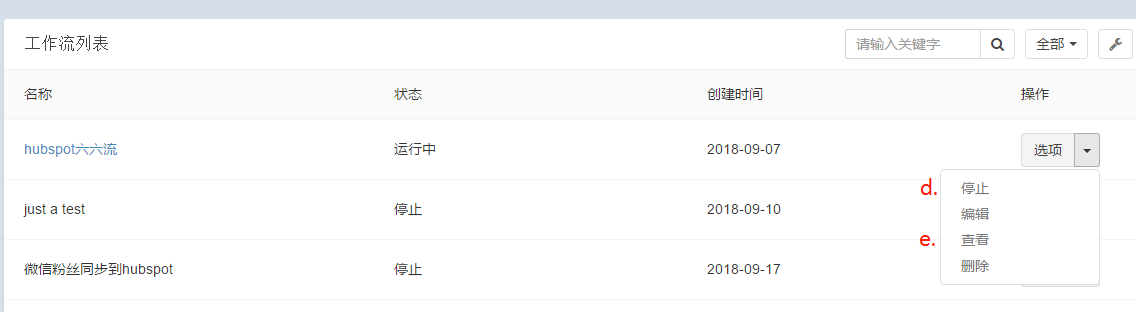 工作流列表 请输入关键字 全部
名称 状态 创建时间 操作
hubspot六六流 运行中 2018-09-07 选项
d. 停止
just a test 停止 2018-09-10
编辑
e. 查看
微信粉丝同步到hubspot 停止 2018-09-17
删除